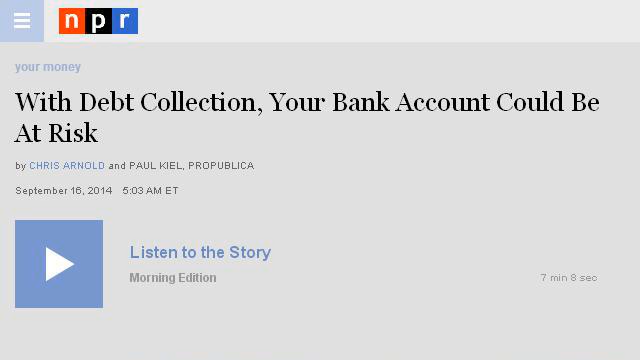 npr
your money
With Debt Collection, Your Bank Account Could Be
At Risk
by CHRIS ARNOLD and PAUL KIEL, PROPUBLICA
September 16, 2014 5:03 AM ET
Listen to the Story
Morning Edition
7 min 8 sec